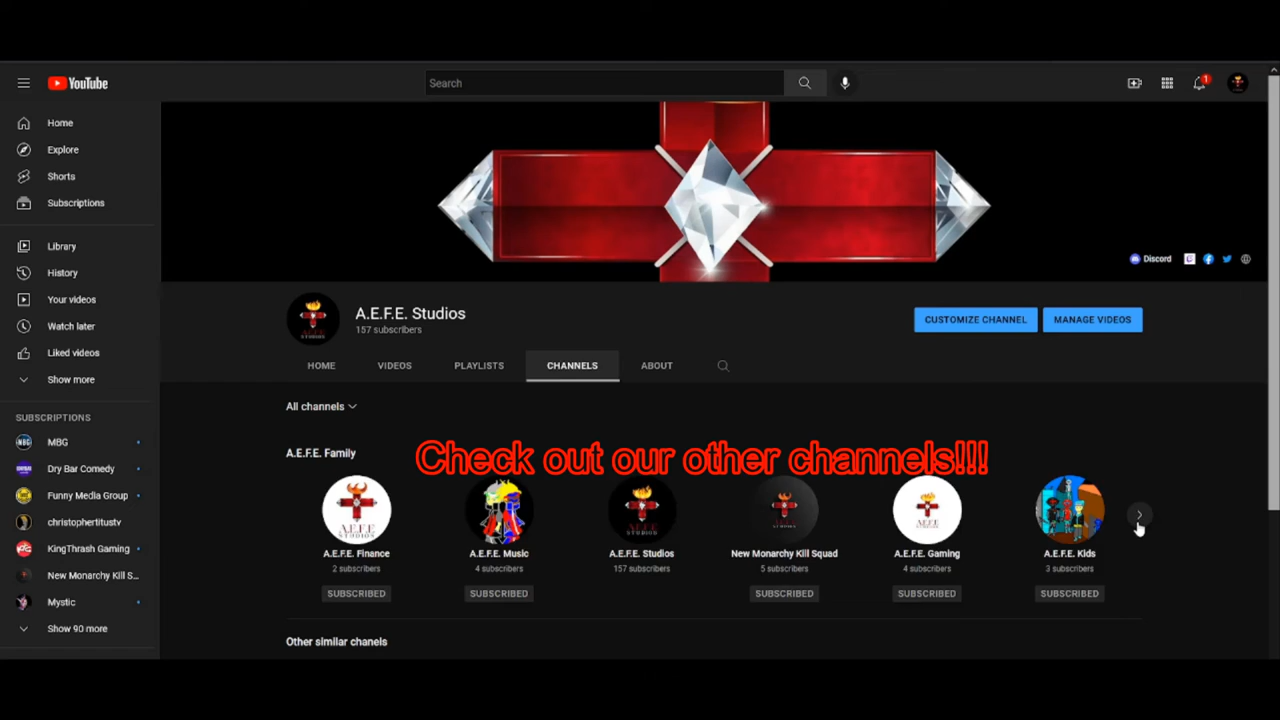 YouTube
Search
1
Home
Explore
Shorts
Subscriptions
Library
History
Your videos
Watch later
Liked videos
Show more
SUBSCRIPTIONS
MBG
Dry Bar Comedy
Funny Media Group
christophertitustv
KingThrash Gaming
New Monarchy Kill S...
Mystic
Show 90 more
Discord
A.E.F.E. Studios
157 subscribers
CUSTOMIZE CHANNEL
MANAGE VIDEOS
HOME VIDEOS PLAYLISTS CHANNELS ABOUT
All channels
A.E.F.E. Family
Check out our other channels!!!
A.E.F.E. Finance A.E.F.E. Music A.E.F.E. Studios New Monarchy Kill Squad A.E.F.E. Gaming A.E.F.E. Kids
2 subscribers 4 subscribers 157 subscribers 5 subscribers 4 subscribers 3 subscribers
SUBSCRIBED SUBSCRIBED SUBSCRIBED SUBSCRIBED SUBSCRIBED
Other similar chanels